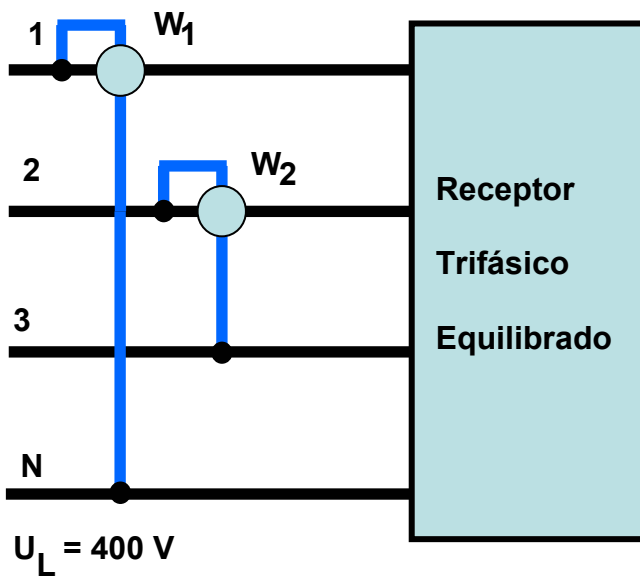 1
W1
2
W2
3
N
UL = 400 V
Receptor
Trifásico
Equilibrado